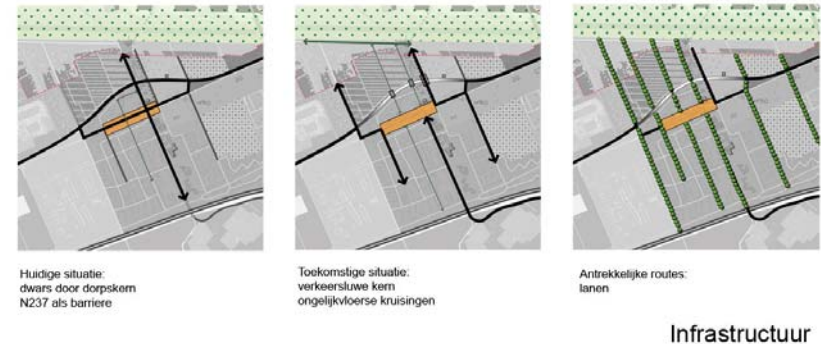 Huidige situatie:
dwars door dorpskern
N237 als barriere
Toekomstige situatie:
verkeersluwe kern
ongelijkvloerse kruisingen
Antrekkelijke routes:
lanen
Infrastructuur